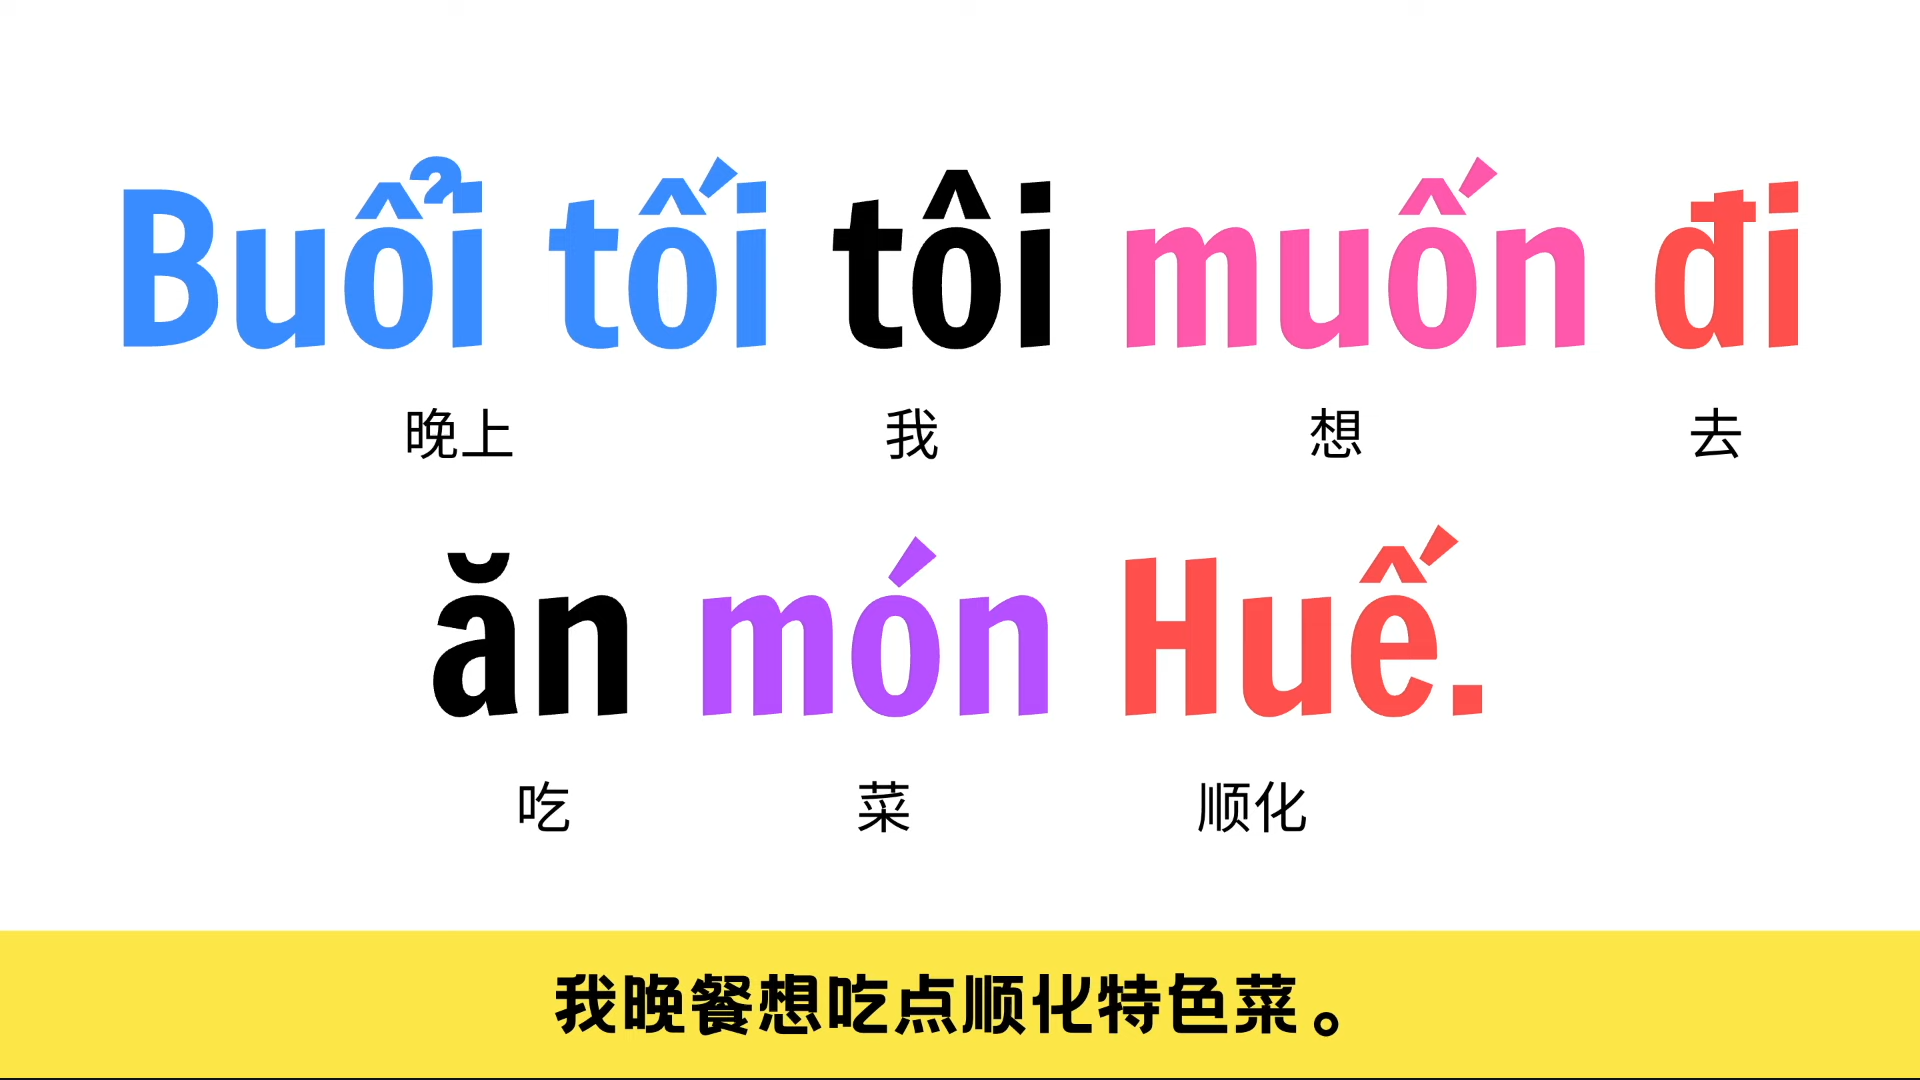 Buổi tối tôi muốn đi
晚上 我 想 去
ăn món Huế.
吃 菜 顺化
我晚餐想吃点顺化特色菜。